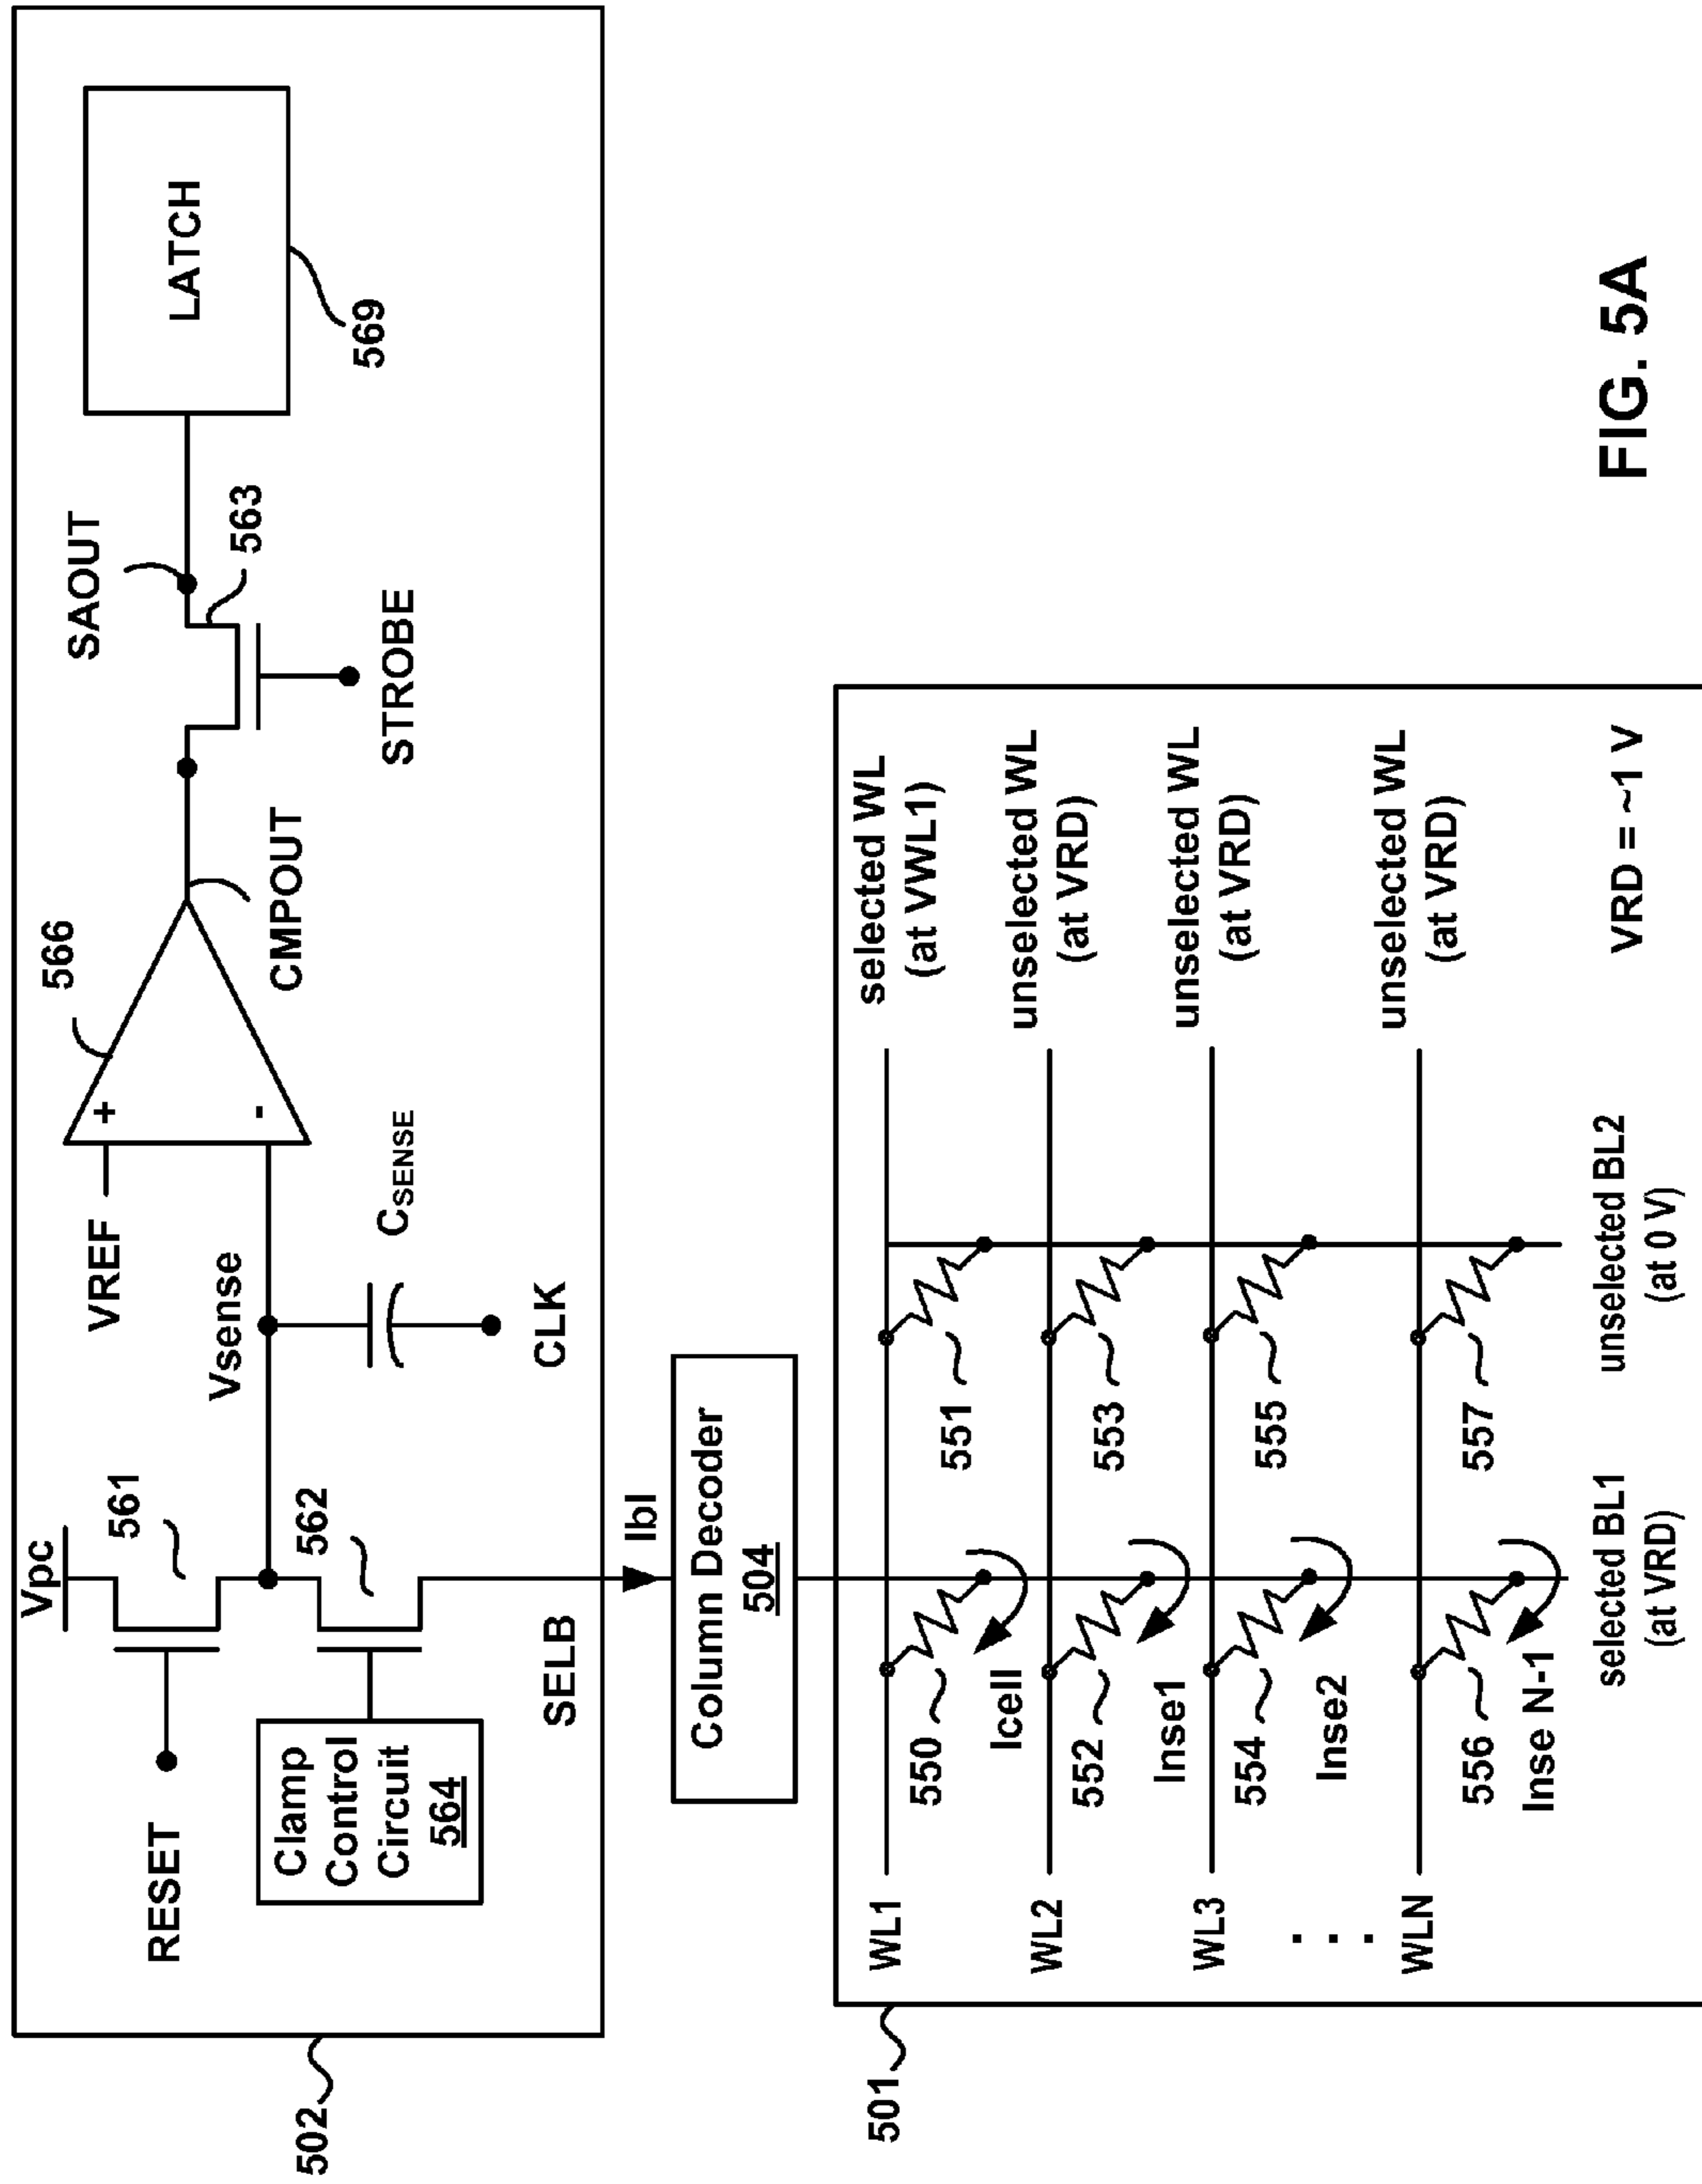 502
Vpc
RESET
561
562
Clamp
Control
Circuit
564
Vsense
VREF
+
-
566
CSENSE
CLK
CMPOUT
STROBE
SAOUT
563
LATCH
569
SELB
Ibl
Column Decoder
504
501
WL1
WL2
WL3
. . .
WLN
550
Icell
552
Inse1
554
Inse2
556
Inse N-1
551
553
555
557
selected WL
(at VWL1)
unselected WL
(at VRD)
unselected WL
(at VRD)
unselected WL
(at VRD)
selected BL1
(at VRD)
unselected BL2
(at 0 V)
VRD = ~1 V
FIG. 5A